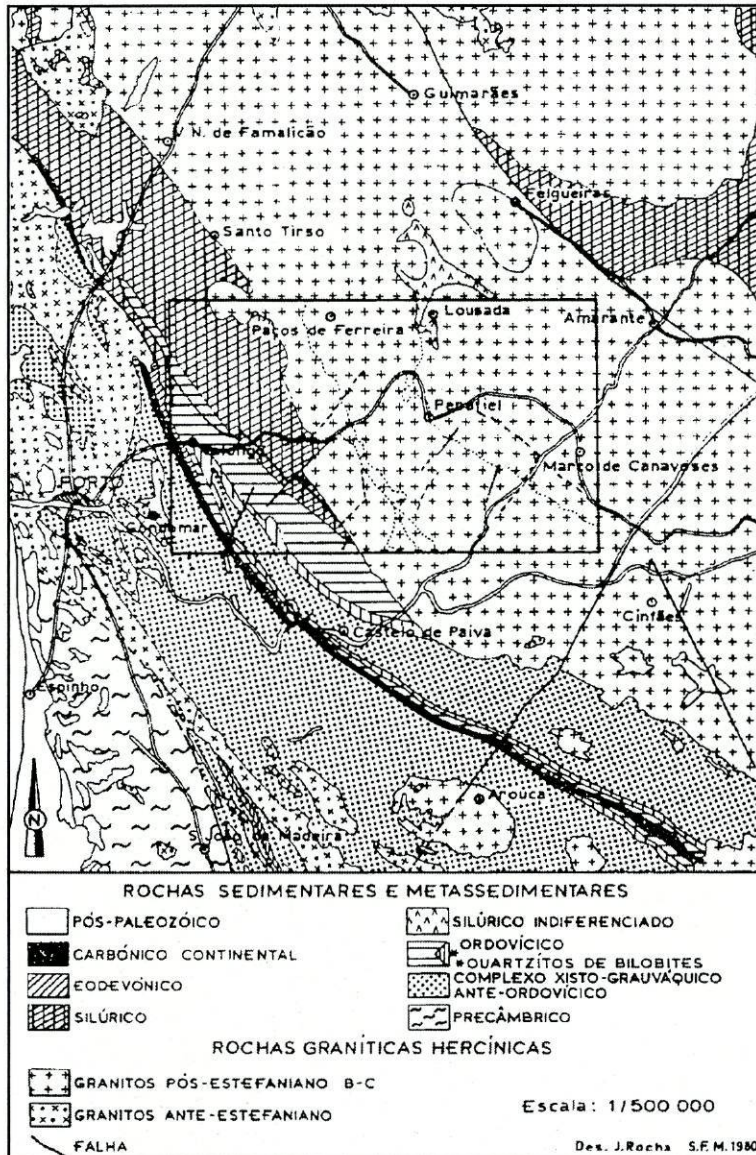 Guimarães
V N. de Famalicão
Felgueiras
Santo Tirso
Paços de Ferreira
Lousada
Amarante
Penafiel
Marco de Canaveses
PORTO
Castelo de Paiva
Cinfães
Espinho
Arouca
S. João da Madeira
N
ROCHAS SEDIMENTARES E METASSEDIMENTARES
PÓS-PALEOZÓICO
CARBÓNICO CONTINENTAL
EODEVÓNICO
SILÚRICO
SILÚRICO INDIFERENCIADO
ORDOVÍCICO
* QUARTZÍTOS DE BILOBITES
COMPLEXO XISTO-GRAUVÁQUICO
ANTE-ORDOVÍCICO
PRECÂMBRICO
ROCHAS GRANÍTICAS HERCÍNICAS
GRANITOS PÓS-ESTEFANIANO B-C
GRANITOS ANTE-ESTEFANIANO
FALHA
Escala: 1/500 000
Des. J.Rocha S.F.M.1980